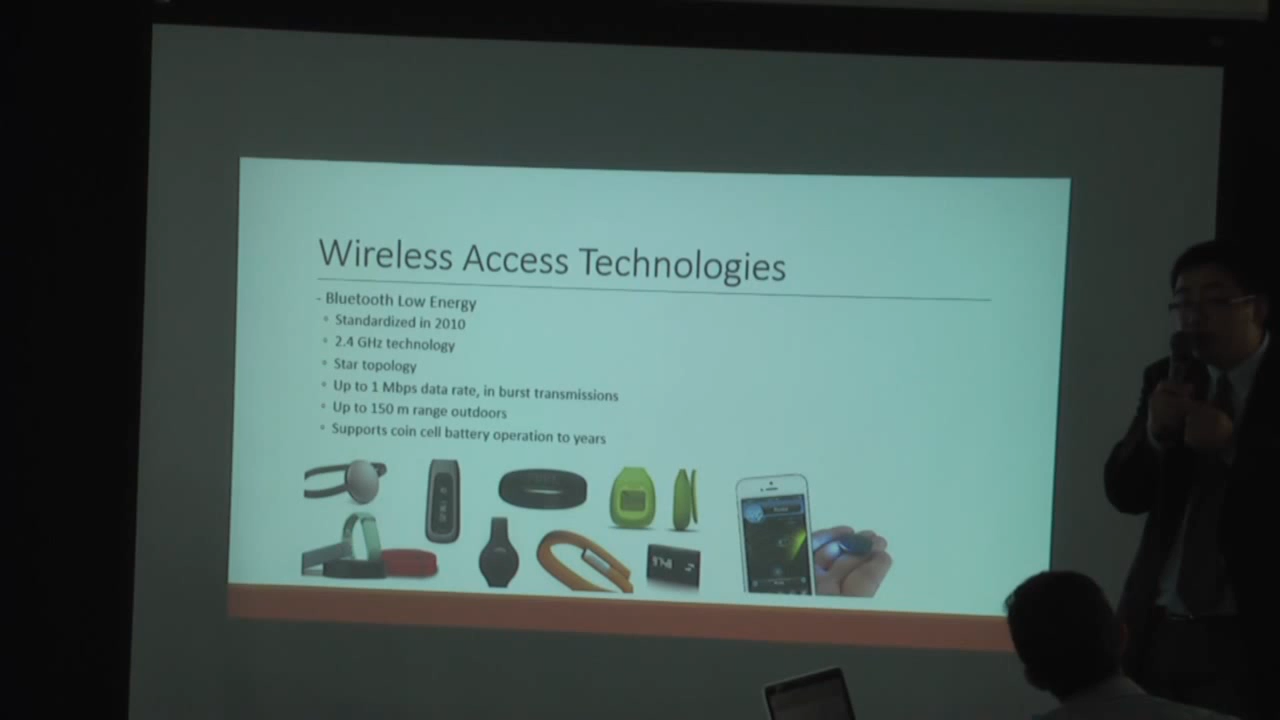 Wireless Access Technologies
- Bluetooth Low Energy
Standardized in 2010
2.4 GHz technology
Star topology
Up to 1 Mbps data rate, in burst transmissions
Up to 150 m range outdoors
Supports coin cell battery operation to years